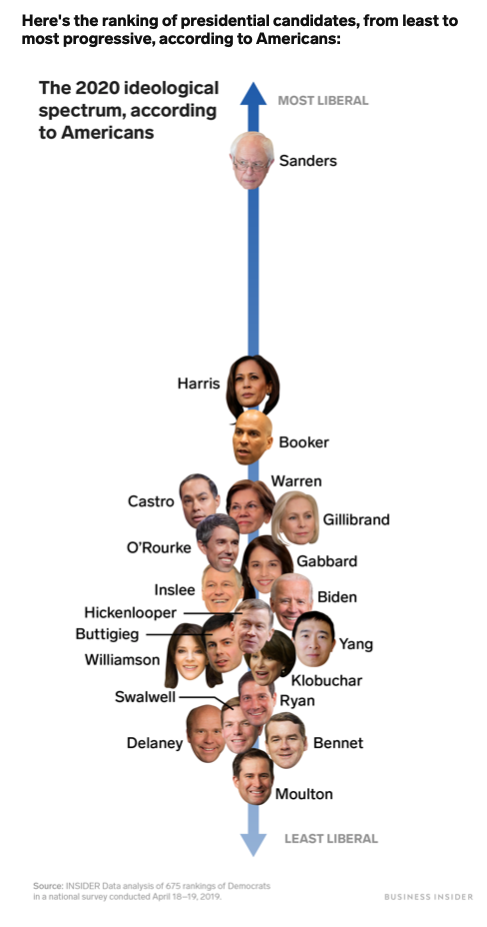 Here's the ranking of presidential candidates, from least to
most progressive, according to Americans:
The 2020 ideological
spectrum, according
to Americans
MOST LIBERAL
Sanders
Harris
Booker
Warren
Castro
Gillibrand
O'Rourke
Gabbard
Inslee
Biden
Hickenlooper
Buttigieg
Yang
Williamson
Klobuchar
Swalwell
Ryan
Delaney
Bennet
Moulton
LEAST LIBERAL
Source: INSIDER Data analysis of 675 rankings of Democrats
in a national survey conducted April 18–19, 2019.
BUSINESS INSIDER